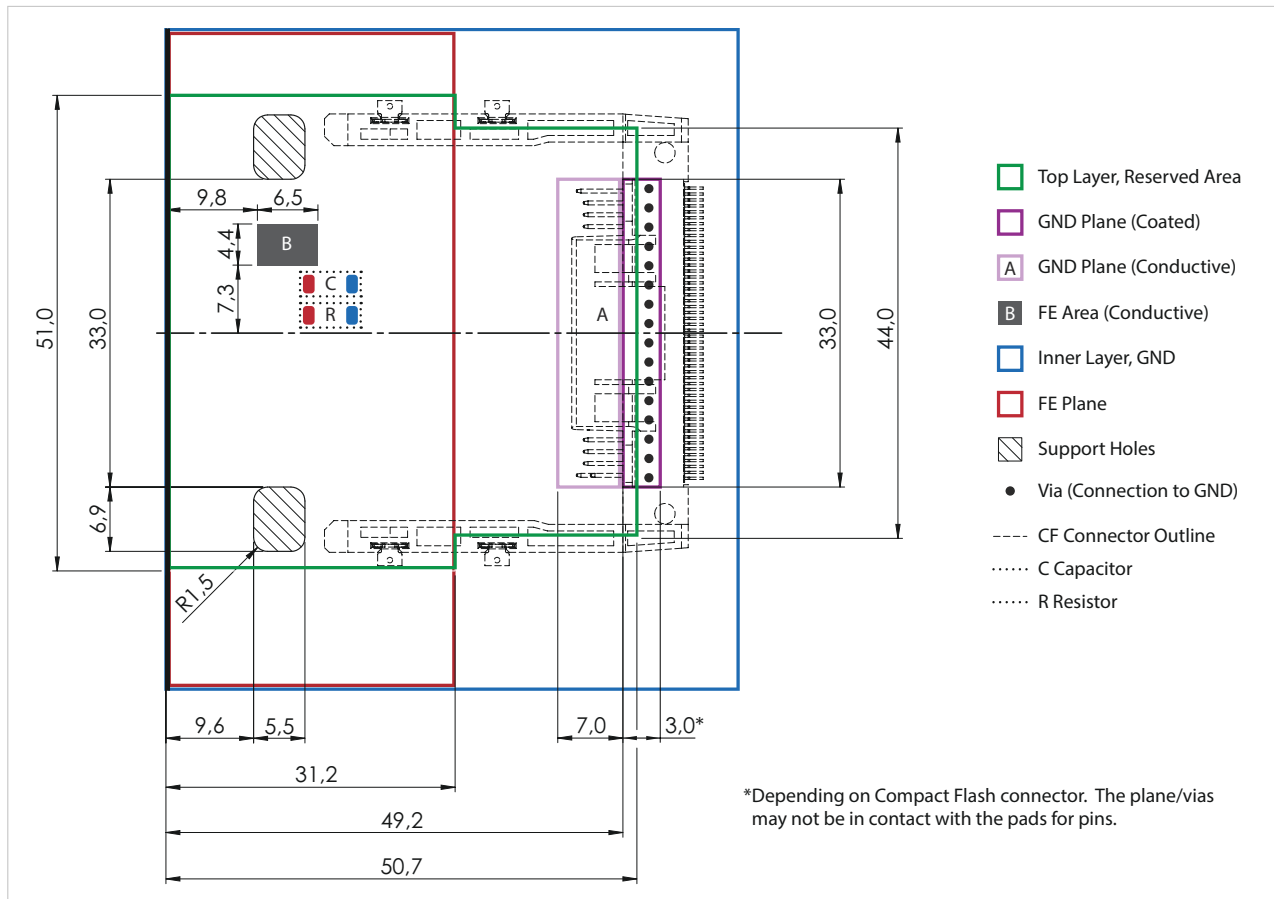 51,0
33,0
9,8
6,5
4,4
B
7,3
C
R
A
33,0
44,0
6,9
R1,5
9,6
5,5
7,0
3,0*
31,2
49,2
50,7
Top Layer, Reserved Area
GND Plane (Coated)
A GND Plane (Conductive)
B FE Area (Conductive)
Inner Layer, GND
FE Plane
Support Holes
Via (Connection to GND)
CF Connector Outline
C Capacitor
R Resistor
*Depending on Compact Flash connector. The plane/vias
may not be in contact with the pads for pins.